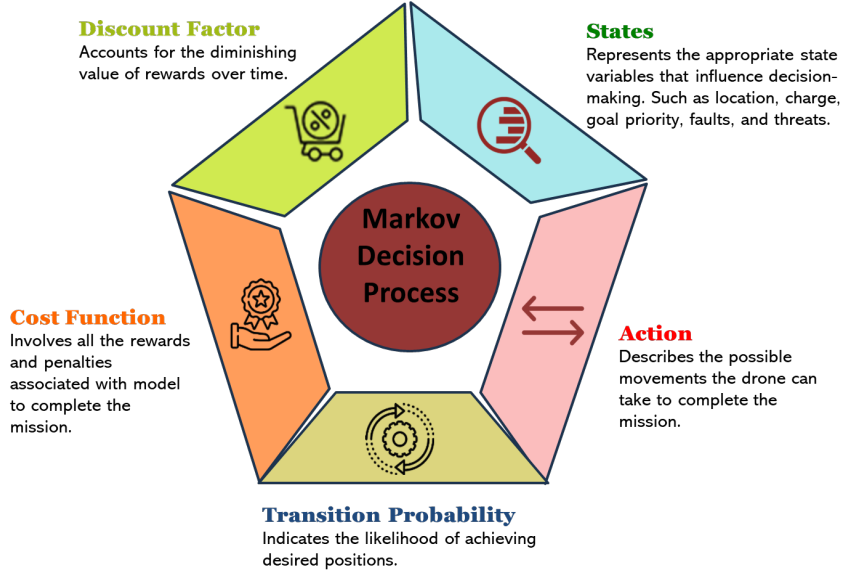 Discount Factor
Accounts for the diminishing
value of rewards over time.
States
Represents the appropriate state
variables that influence decision-
making. Such as location, charge,
goal priority, faults, and threats.
%
Markov
Decision
Process
Cost Function
Involves all the rewards
and penalties
associated with model
to complete the
mission.
Action
Describes the possible
movements the drone can
take to complete the
mission.
Transition Probability
Indicates the likelihood of achieving
desired positions.